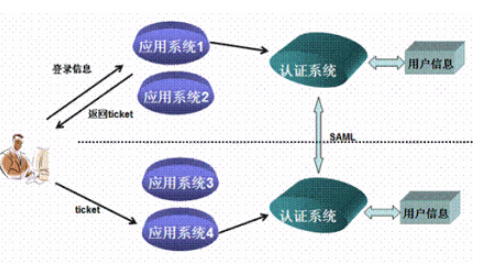 应用系统1
登录信息
认证系统
用户信息
应用系统2
返回ticket
SAML
应用系统3
ticket
应用系统4
认证系统
用户信息